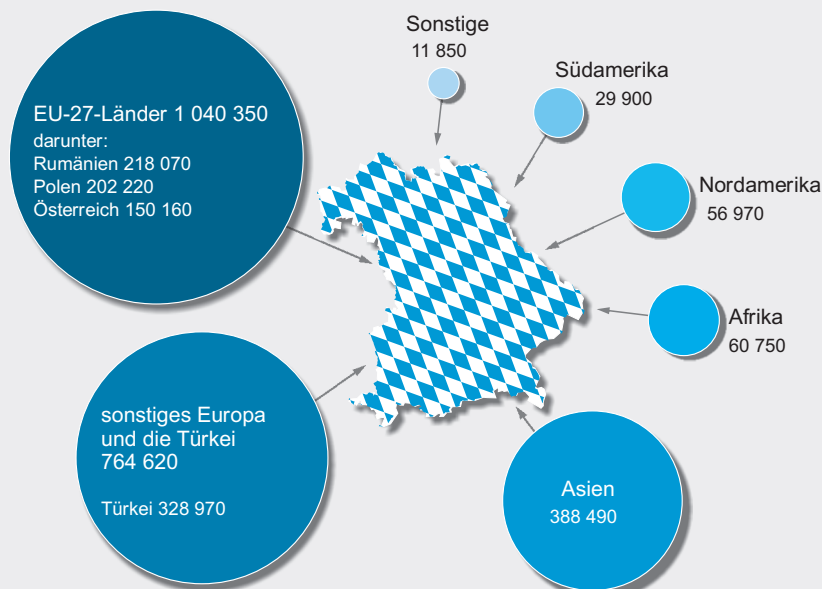 Sonstige
11 850
Südamerika
29 900
EU-27-Länder 1 040 350
darunter:
Rumänien 218 070
Polen 202 220
Österreich 150 160
Nordamerika
56 970
Afrika
60 750
sonstiges Europa
und die Türkei
764 620
Türkei 328 970
Asien
388 490